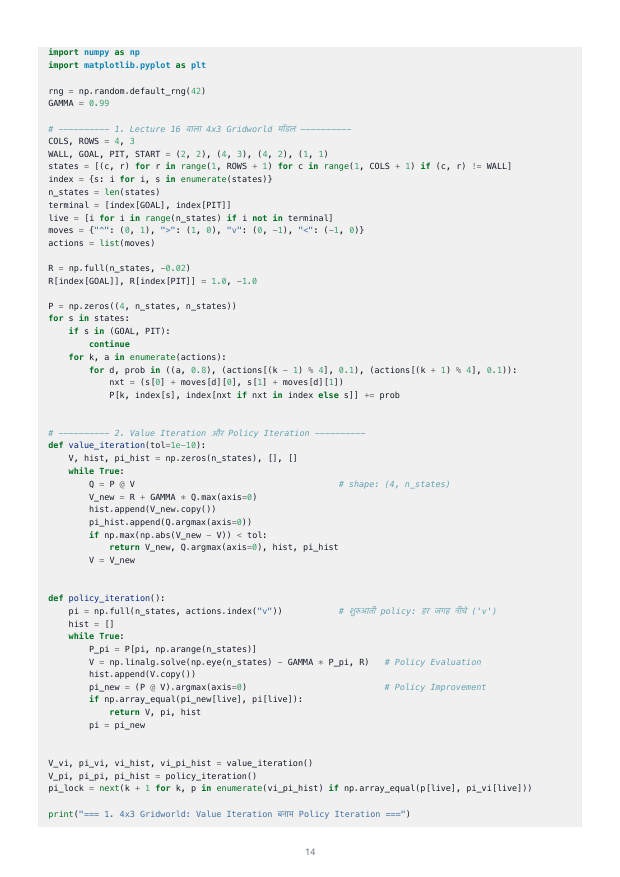 import numpy as np
import matplotlib.pyplot as plt

rng = np.random.default_rng(42)
GAMMA = 0.99

# ---------- 1. Lecture 16 वाला 4x3 Gridworld मॉडल ----------
COLS, ROWS = 4, 3
WALL, GOAL, PIT, START = (2, 2), (4, 3), (4, 2), (1, 1)
states = [(c, r) for r in range(1, ROWS + 1) for c in range(1, COLS + 1) if (c, r) != WALL]
index = {s: i for i, s in enumerate(states)}
n_states = len(states)
terminal = [index[GOAL], index[PIT]]
live = [i for i in range(n_states) if i not in terminal]
moves = {"^": (0, 1), ">": (1, 0), "v": (0, -1), "<": (-1, 0)}
actions = list(moves)

R = np.full(n_states, -0.02)
R[index[GOAL]], R[index[PIT]] = 1.0, -1.0

P = np.zeros((4, n_states, n_states))
for s in states:
    if s in (GOAL, PIT):
        continue
    for k, a in enumerate(actions):
        for d, prob in ((a, 0.8), (actions[(k - 1) % 4], 0.1), (actions[(k + 1) % 4], 0.1)):
            nxt = (s[0] + moves[d][0], s[1] + moves[d][1])
            P[k, index[s], index[nxt if nxt in index else s]] += prob

# ---------- 2. Value Iteration और Policy Iteration ----------
def value_iteration(tol=1e-10):
    V, hist, pi_hist = np.zeros(n_states), [], []
    while True:
        Q = P @ V                                        # shape: (4, n_states)
        V_new = R + GAMMA * Q.max(axis=0)
        hist.append(V_new.copy())
        pi_hist.append(Q.argmax(axis=0))
        if np.max(np.abs(V_new - V)) < tol:
            return V_new, Q.argmax(axis=0), hist, pi_hist
        V = V_new

def policy_iteration():
    pi = np.full(n_states, actions.index("v"))           # शुरुआती policy: हर जगह नीचे ('v')
    hist = []
    while True:
        P_pi = P[pi, np.arange(n_states)]
        V = np.linalg.solve(np.eye(n_states) - GAMMA * P_pi, R)   # Policy Evaluation
        hist.append(V.copy())
        pi_new = (P @ V).argmax(axis=0)                           # Policy Improvement
        if np.array_equal(pi_new[live], pi[live]):
            return V, pi, hist
        pi = pi_new

V_vi, pi_vi, vi_hist, vi_pi_hist = value_iteration()
V_pi, pi_pi, pi_hist = policy_iteration()
pi_lock = next(k + 1 for k, p in enumerate(vi_pi_hist) if np.array_equal(p[live], pi_vi[live]))

print("=== 1. 4x3 Gridworld: Value Iteration बनाम Policy Iteration ===")
14